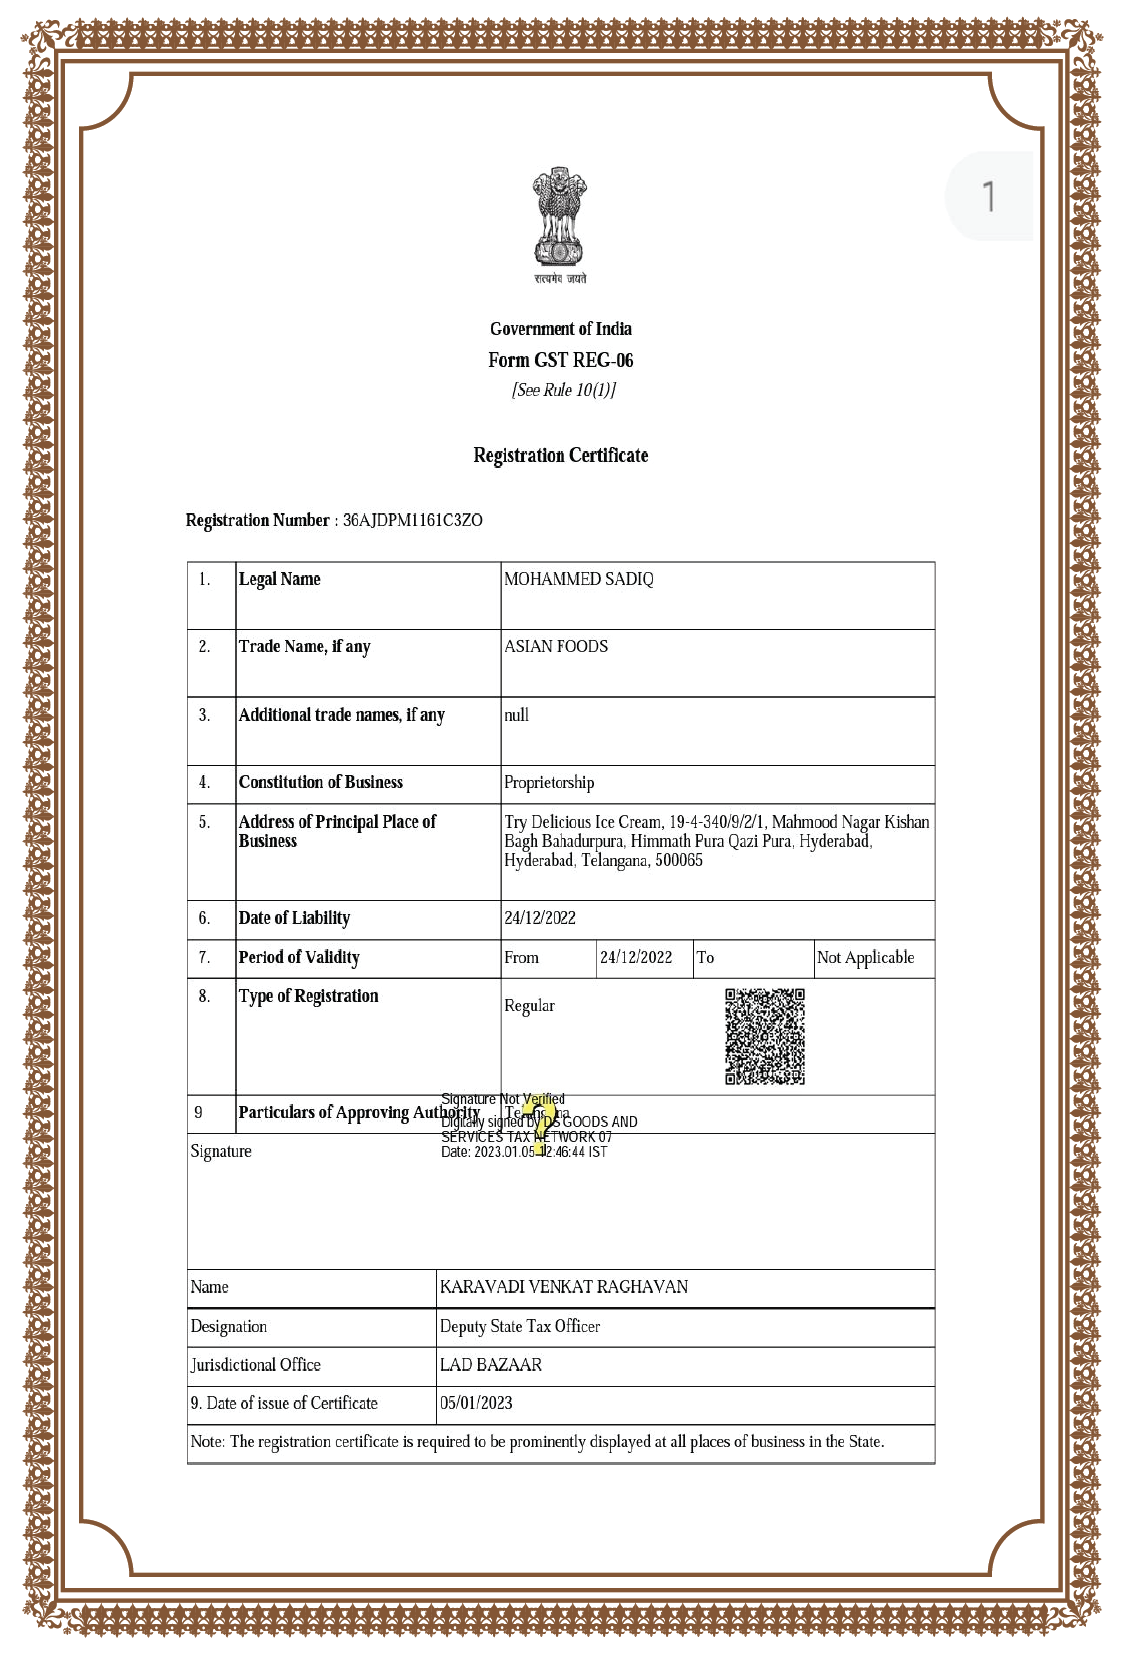 1
सत्यमेव जयते
Government of India
Form GST REG-06
[See Rule 10(1)]
Registration Certificate
Registration Number : 36AJDPM1161C3ZO
1. Legal Name MOHAMMED SADIQ
2. Trade Name, if any ASIAN FOODS
3. Additional trade names, if any null
4. Constitution of Business Proprietorship
5. Address of Principal Place of Business Try Delicious Ice Cream, 19-4-340/9/2/1, Mahmood Nagar Kishan
Bagh Bahadurpura, Himmath Pura Qazi Pura, Hyderabad,
Hyderabad, Telangana, 500065
6. Date of Liability 24/12/2022
7. Period of Validity From 24/12/2022 To Not Applicable
8. Type of Registration Regular
9 Particulars of Approving Authority Telangana
Signature Not Verified
Digitally signed by DS GOODS AND
SERVICES TAX NETWORK 07
Date: 2023.01.05 12:46:44 IST
Signature
Name KARAVADI VENKAT RAGHAVAN
Designation Deputy State Tax Officer
Jurisdictional Office LAD BAZAAR
9. Date of issue of Certificate 05/01/2023
Note: The registration certificate is required to be prominently displayed at all places of business in the State.